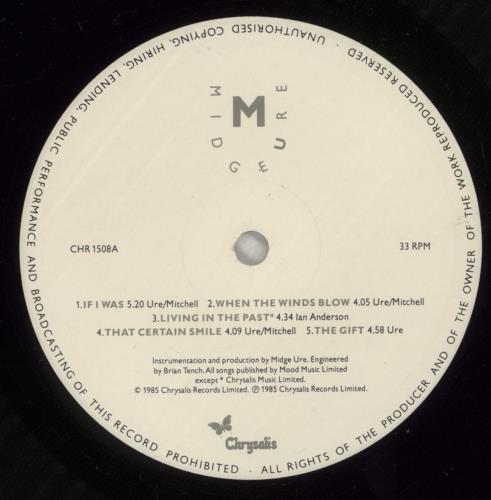 UNAUTHORISED COPYING, HIRING, LENDING, PUBLIC PERFORMANCE AND BROADCASTING OF THIS RECORD PROHIBITED · ALL RIGHTS OF THE PRODUCER AND OF THE OWNER OF THE WORK REPRODUCED RESERVED ·
MIDGE URE
M
CHR 1508A
33 RPM
1.IF I WAS 5.20 Ure/Mitchell 2.WHEN THE WINDS BLOW 4.05 Ure/Mitchell
3.LIVING IN THE PAST* 4.34 Ian Anderson
4.THAT CERTAIN SMILE 4.09 Ure/Mitchell 5.THE GIFT 4.58 Ure
Instrumentation and production by Midge Ure. Engineered
by Brian Tench. All songs published by Mood Music Limited
except * Chrysalis Music Limited.
© 1985 Chrysalis Records Limited. ℗ 1985 Chrysalis Records Limited.
Chrysalis